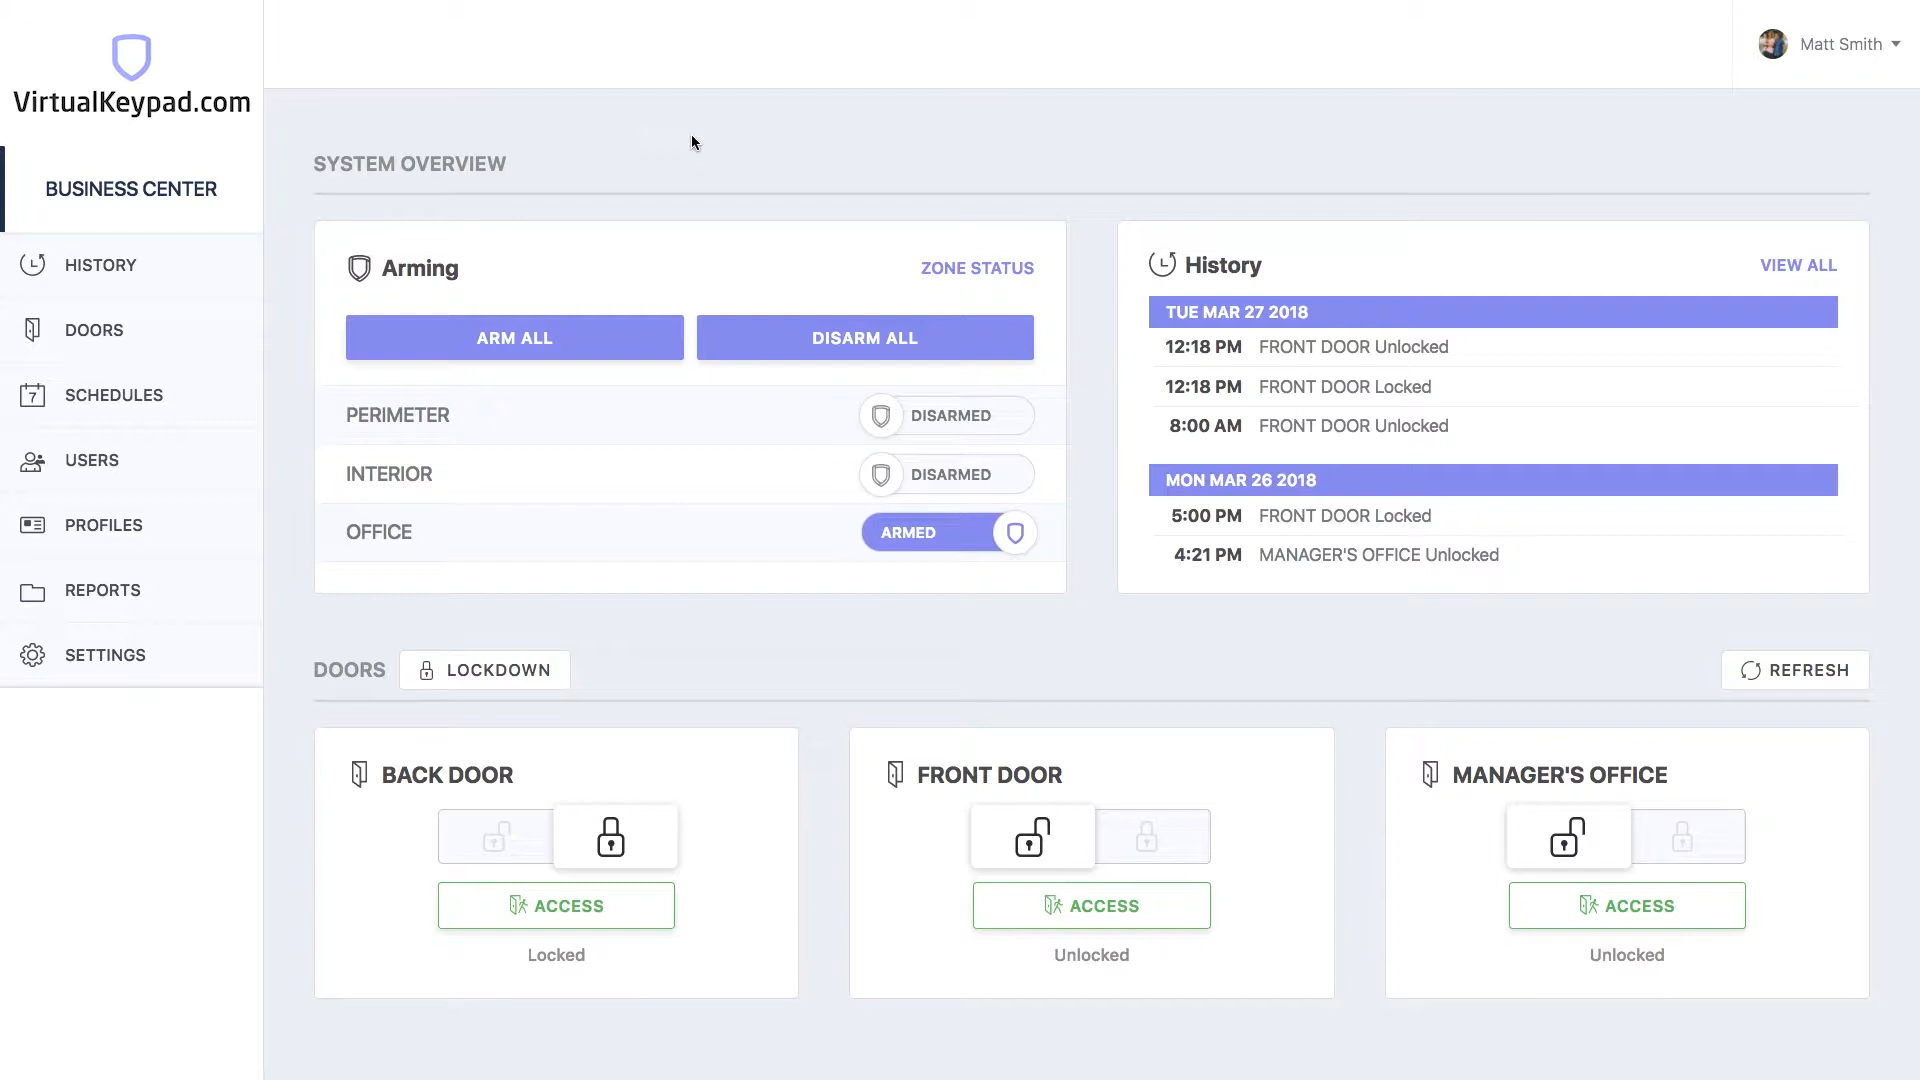 VirtualKeypad.com
Matt Smith
BUSINESS CENTER
HISTORY
DOORS
7
SCHEDULES
USERS
PROFILES
REPORTS
SETTINGS
SYSTEM OVERVIEW
Arming
ZONE STATUS
ARM ALL
DISARM ALL
PERIMETER
DISARMED
INTERIOR
DISARMED
OFFICE
ARMED
History
VIEW ALL
TUE MAR 27 2018
12:18 PM FRONT DOOR Unlocked
12:18 PM FRONT DOOR Locked
8:00 AM FRONT DOOR Unlocked
MON MAR 26 2018
5:00 PM FRONT DOOR Locked
4:21 PM MANAGER'S OFFICE Unlocked
DOORS
LOCKDOWN
REFRESH
BACK DOOR
ACCESS
Locked
FRONT DOOR
ACCESS
Unlocked
MANAGER'S OFFICE
ACCESS
Unlocked